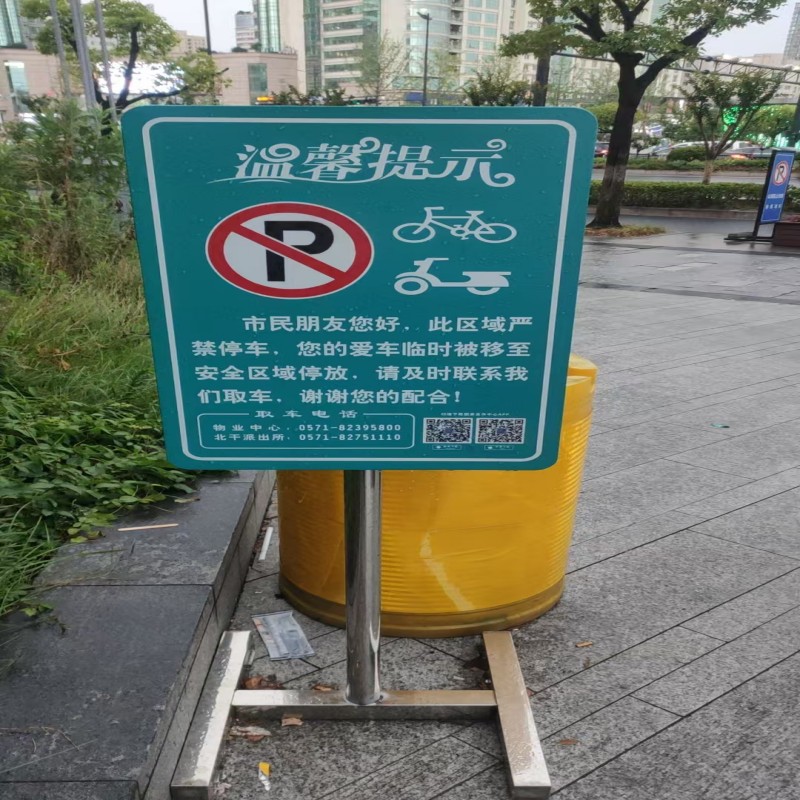 温馨提示
P
市民朋友您好，此区域严
禁停车，您的爱车临时被移至
安全区域停放，请及时联系我
们取车，谢谢您的配合！
取车电话
物业中心：0571-82395800
北干派出所：0571-82751110